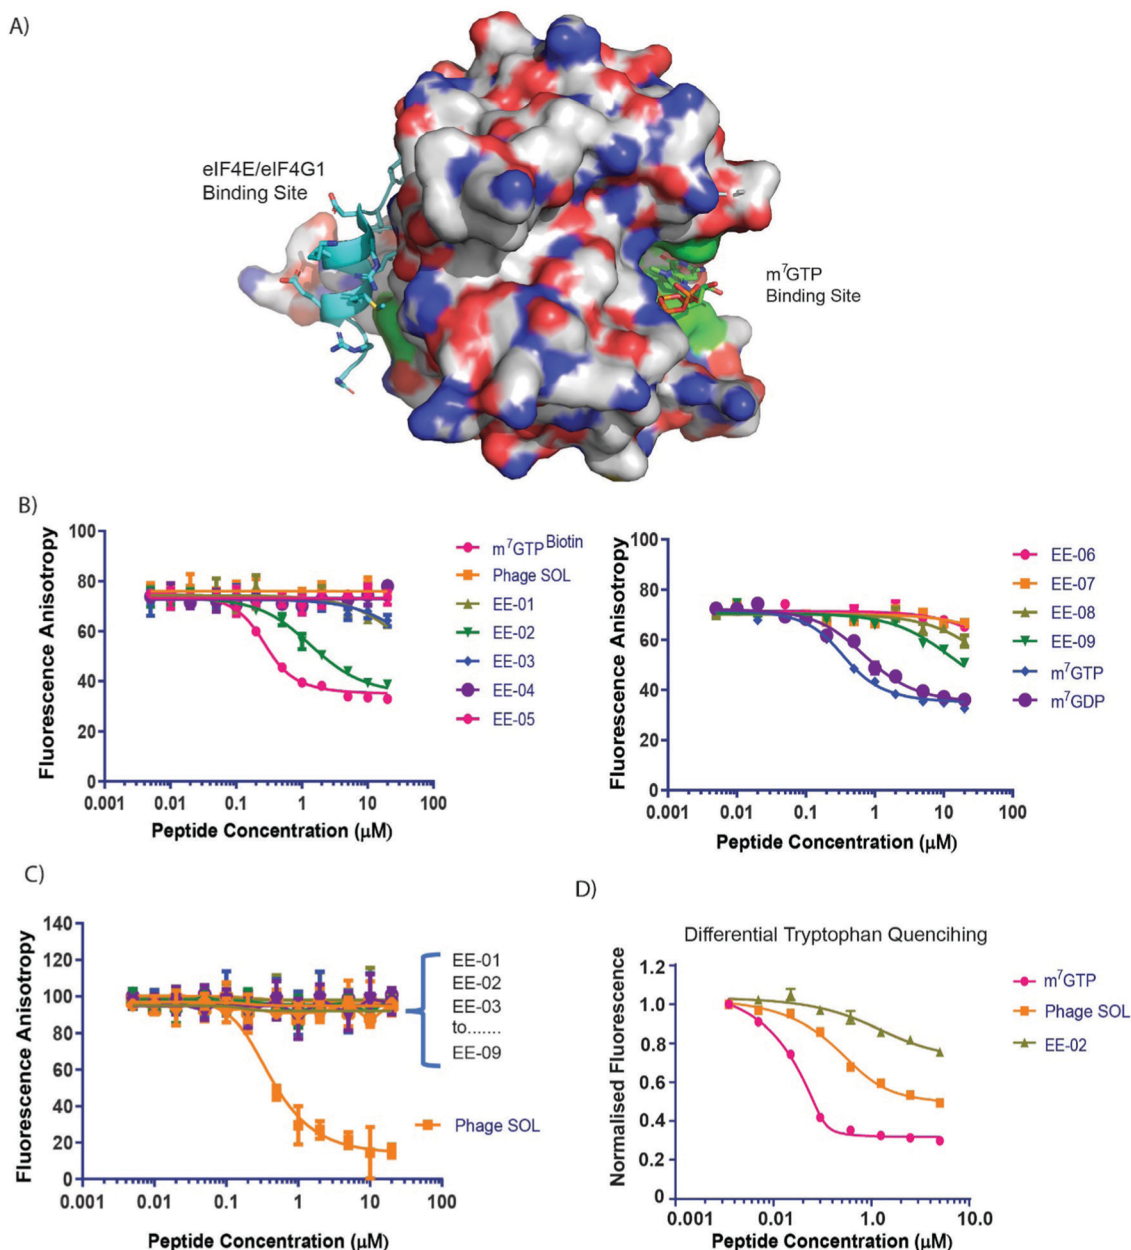 A)
eIF4E/eIF4G1
Binding Site
m⁷GTP
Binding Site
B)
Fluorescence Anisotropy
100
80
60
40
20
0
0.001
0.01
0.1
1
10
100
Peptide Concentration (µM)
m⁷GTP Biotin
Phage SOL
EE-01
EE-02
EE-03
EE-04
EE-05
Fluorescence Anisotropy
100
80
60
40
20
0
0.001
0.01
0.1
1
10
100
Peptide Concentration (µM)
EE-06
EE-07
EE-08
EE-09
m⁷GTP
m⁷GDP
C)
Fluorescence Anisotropy
140
120
100
80
60
40
20
0
0.001
0.01
0.1
1
10
100
Peptide Concentration (µM)
EE-01
EE-02
EE-03
to.......
EE-09
Phage SOL
D)
Differential Tryptophan Quencihing
Normalised Fluorescence
1.2
1.0
0.8
0.6
0.4
0.2
0
0.001
0.01
1.0
10.0
Peptide Concentration (µM)
m⁷GTP
Phage SOL
EE-02